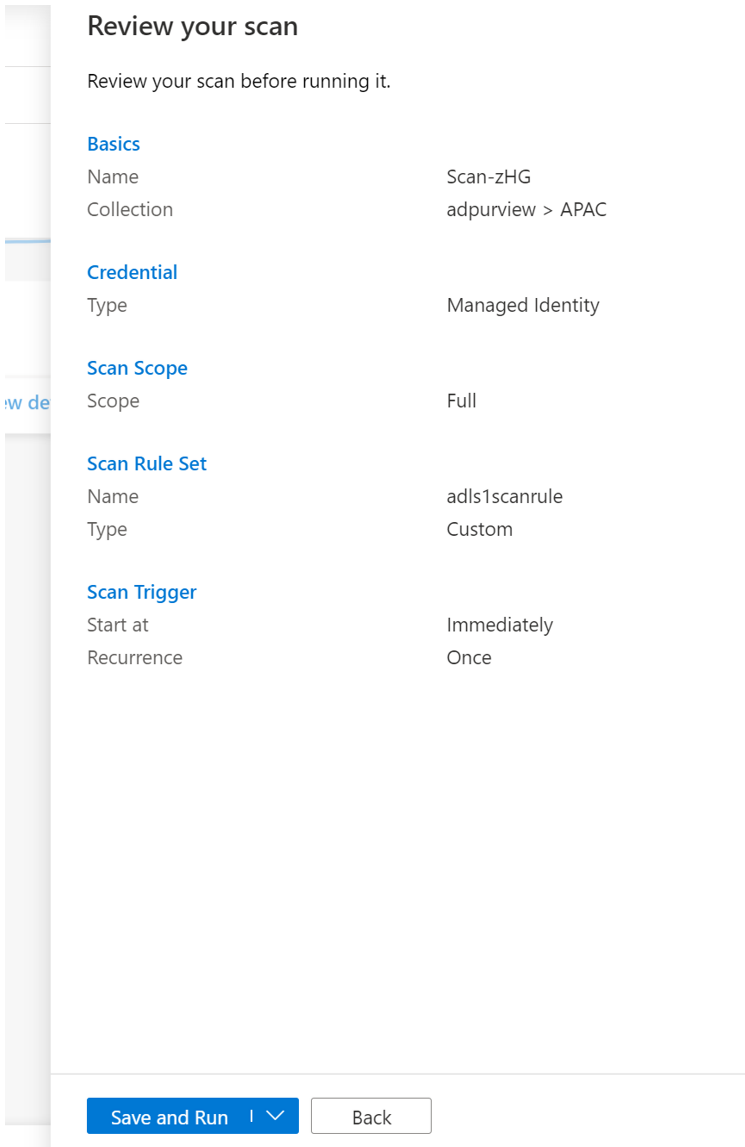 Review your scan
Review your scan before running it.
Basics
Name Scan-zHG
Collection adpurview > APAC
Credential
Type Managed Identity
Scan Scope
ew de
Scope Full
Scan Rule Set
Name adls1scanrule
Type Custom
Scan Trigger
Start at Immediately
Recurrence Once
Save and Run Back